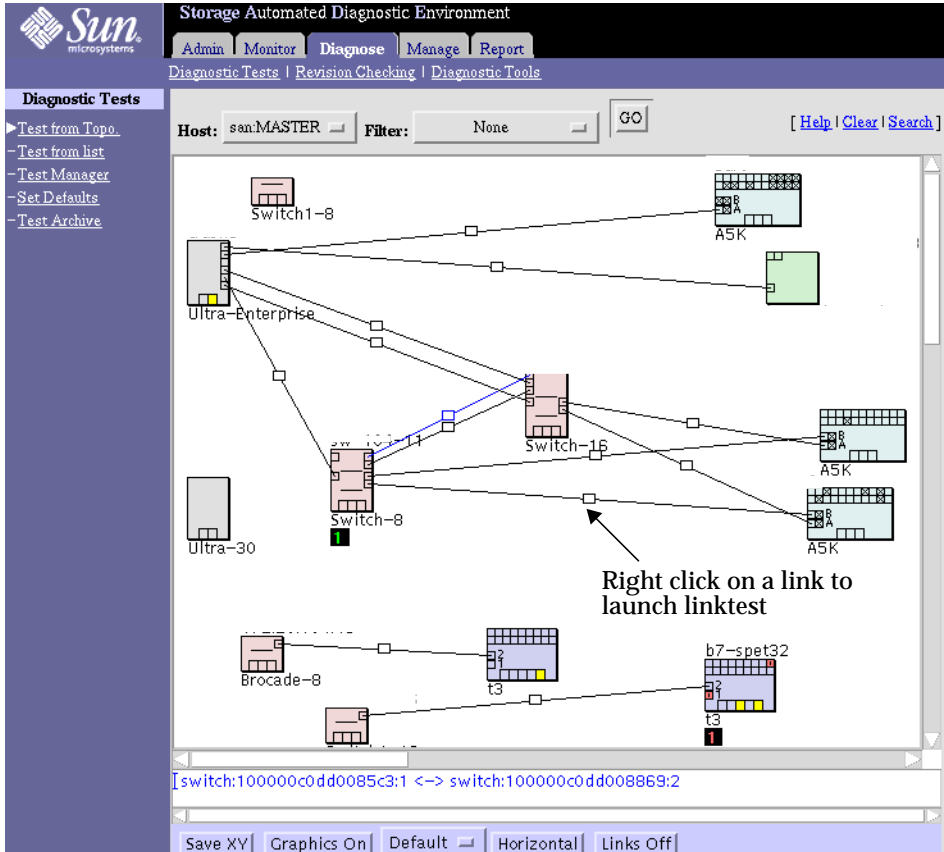 Sun.
microsystems
Storage Automated Diagnostic Environment
Admin Monitor Diagnose Manage Report
Diagnostic Tests | Revision Checking | Diagnostic Tools
Diagnostic Tests
Test from Topo.
Test from list
Test Manager
Set Defaults
Test Archive
Host: san:MASTER Filter: None GO [ Help | Clear | Search ]
Switch1-8
B
A
A5K
Ultra-Enterprise
Switch-16
B
A
A5K
Switch-8
1
B
A
A5K
Ultra-30
Right click on a link to
launch linktest
Brocade-8
2
1
t3
b7-spet32
2
1
t3
1
[switch:100000c0dd0085c3:1 <-> switch:100000c0dd008869:2
Save XY Graphics On Default Horizontal Links Off